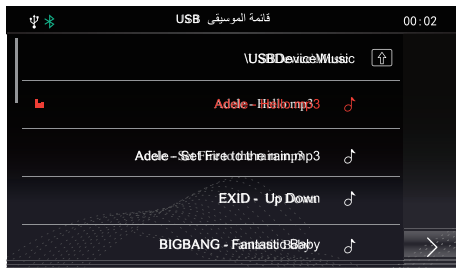 قائمة الموسيقى USB
00:02
\USBDevice\Music
Adele - Hello.mp3
Adele - Set Fire to the rain.mp3
EXID - Up Down
BIGBANG - Fantastic Baby